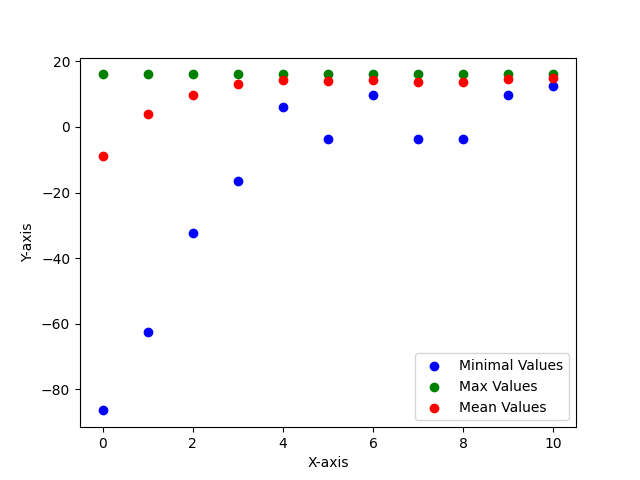 20
0
−20
−40
−60
−80
Y-axis
0 2 4 6 8 10
X-axis
Minimal Values
Max Values
Mean Values